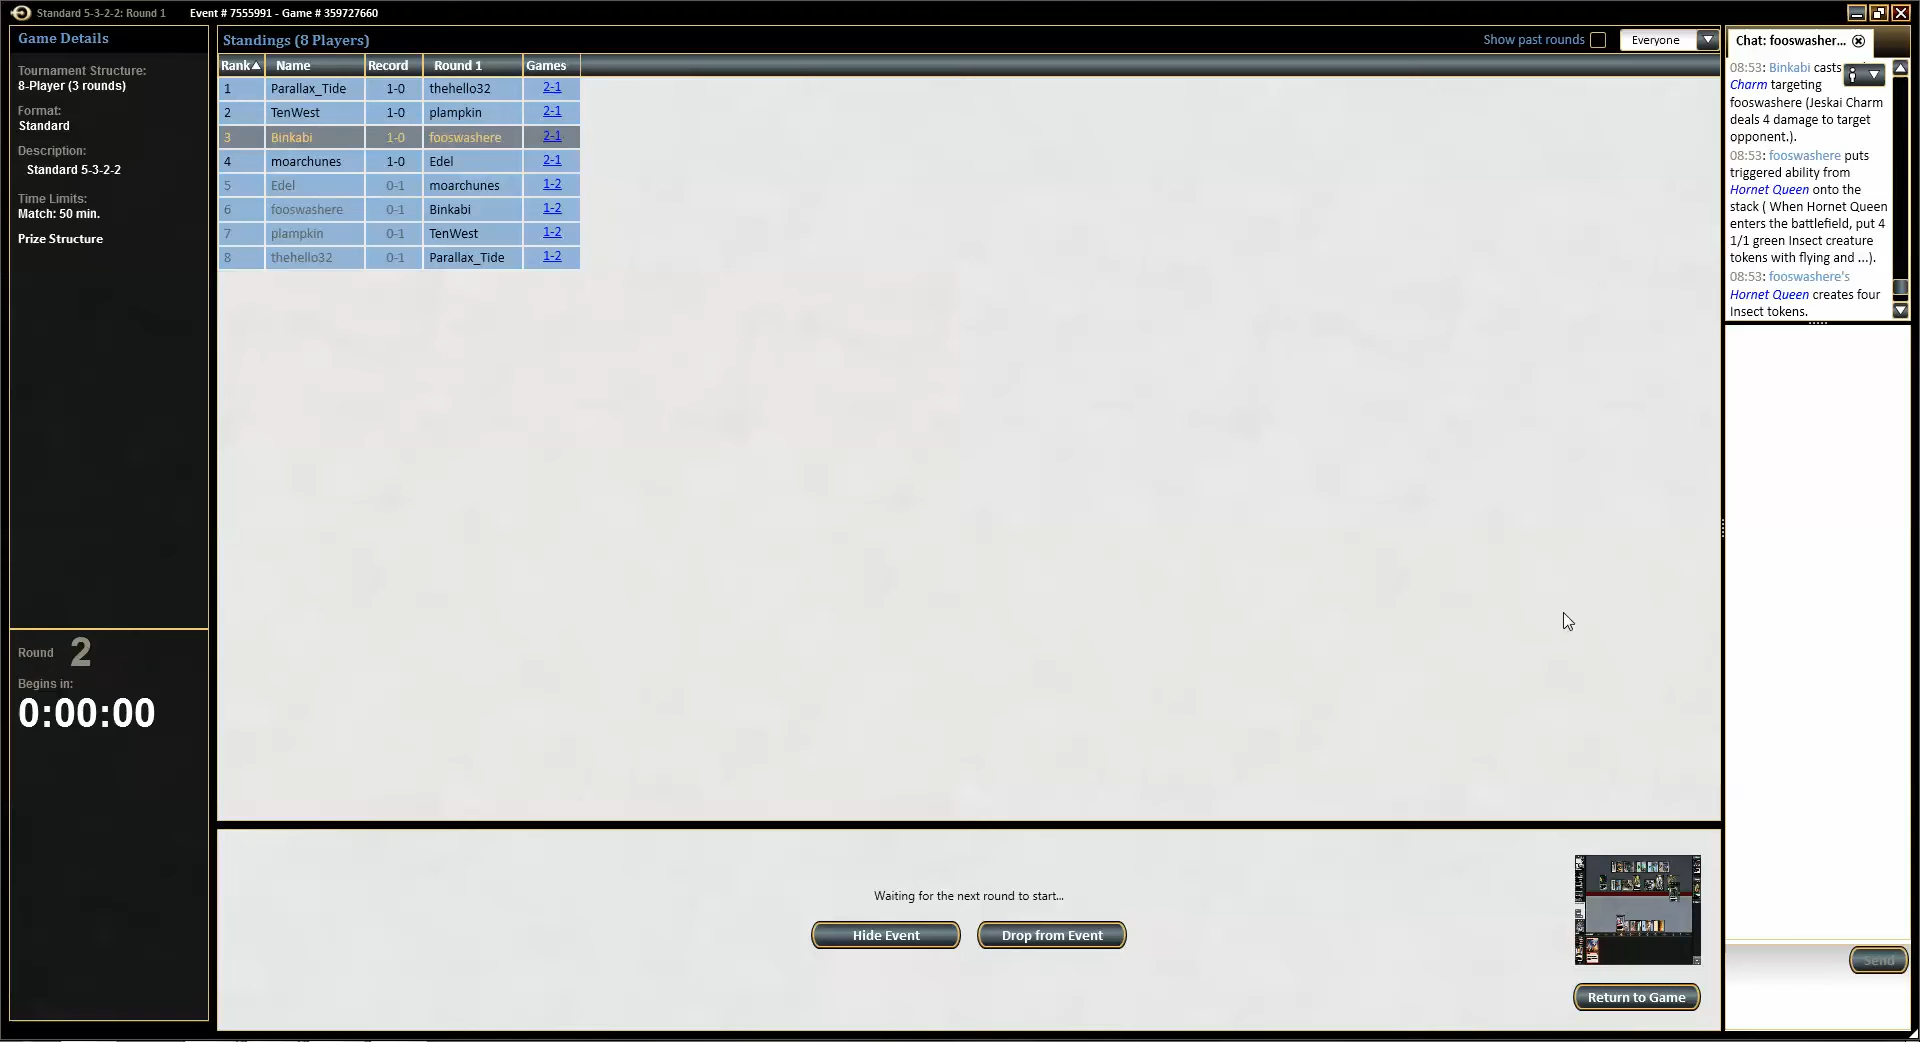 Standard 5-3-2-2: Round 1
Event # 7555991 - Game # 359727660
Game Details
Tournament Structure:
8-Player (3 rounds)
Format:
Standard
Description:
Standard 5-3-2-2
Time Limits:
Match: 50 min.
Prize Structure
Round 2
Begins in:
0:00:00
Standings (8 Players)
Show past rounds
Everyone
Rank Name Record Round 1 Games
1 Parallax_Tide 1-0 thehello32 2-1
2 TenWest 1-0 plampkin 2-1
3 Binkabi 1-0 fooswashere 2-1
4 moarchunes 1-0 Edel 2-1
5 Edel 0-1 moarchunes 1-2
6 fooswashere 0-1 Binkabi 1-2
7 plampkin 0-1 TenWest 1-2
8 thehello32 0-1 Parallax_Tide 1-2
Waiting for the next round to start...
Hide Event
Drop from Event
Return to Game
Chat: fooswasher...
08:53: Binkabi casts
Charm targeting
fooswashere (Jeskai Charm
deals 4 damage to target
opponent.).
08:53: fooswashere puts
triggered ability from
Hornet Queen onto the
stack ( When Hornet Queen
enters the battlefield, put 4
1/1 green Insect creature
tokens with flying and ...).
08:53: fooswashere's
Hornet Queen creates four
Insect tokens.
Send